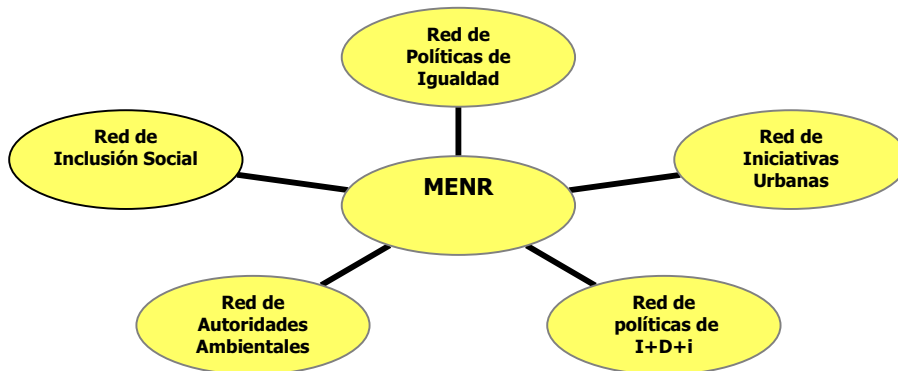 Red de
Políticas de
Igualdad
Red de
Inclusión Social
Red de
Iniciativas
Urbanas
MENR
Red de
Autoridades
Ambientales
Red de
políticas de
I+D+i